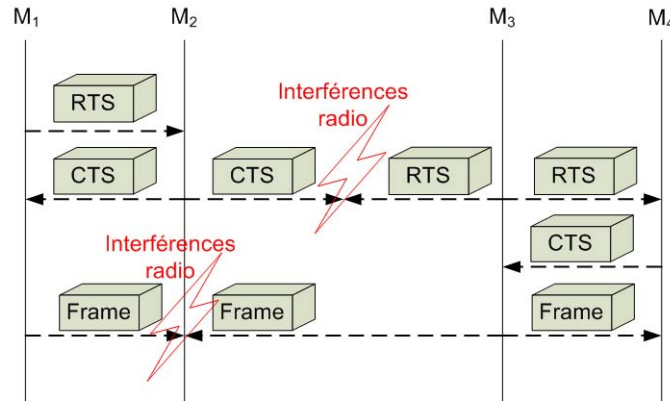 M1
M2
M3
M4
RTS
Interférences
radio
CTS
CTS
RTS
RTS
Interférences
radio
CTS
Frame
Frame
Frame